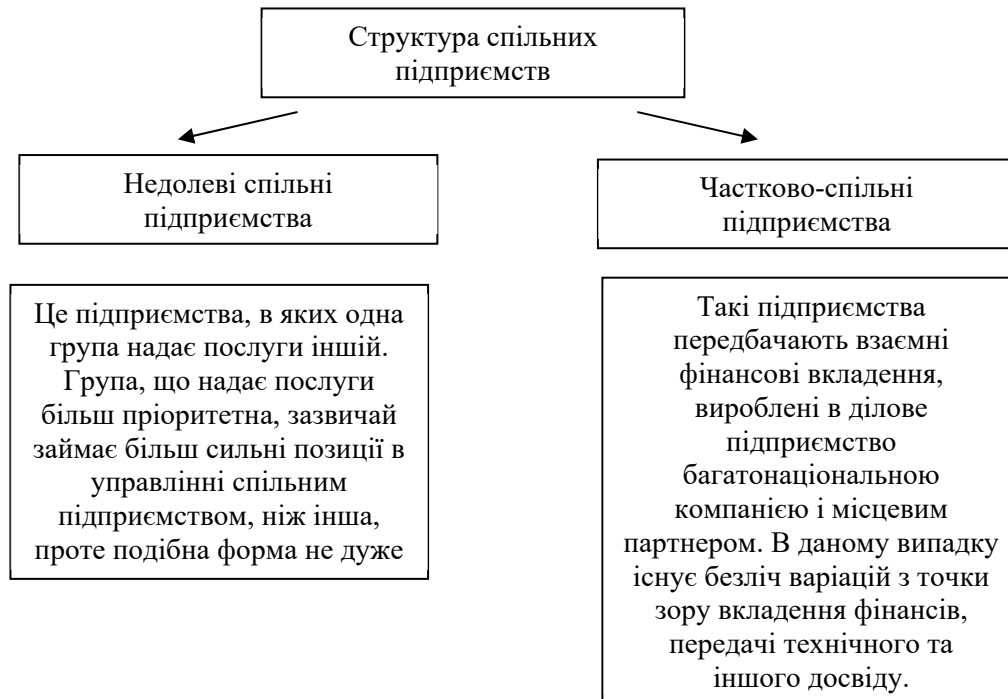 Структура спільних
підприємств
Недолеві спільні
підприємства
Частково-спільні
підприємства
Це підприємства, в яких одна
група надає послуги іншій.
Група, що надає послуги
більш пріоритетна, зазвичай
займає більш сильні позиції в
управлінні спільним
підприємством, ніж інша,
проте подібна форма не дуже
Такі підприємства
передбачають взаємні
фінансові вкладення,
вироблені в ділове
підприємство
багатонаціональною
компанією і місцевим
партнером. В даному випадку
існує безліч варіацій з точки
зору вкладення фінансів,
передачі технічного та
іншого досвіду.